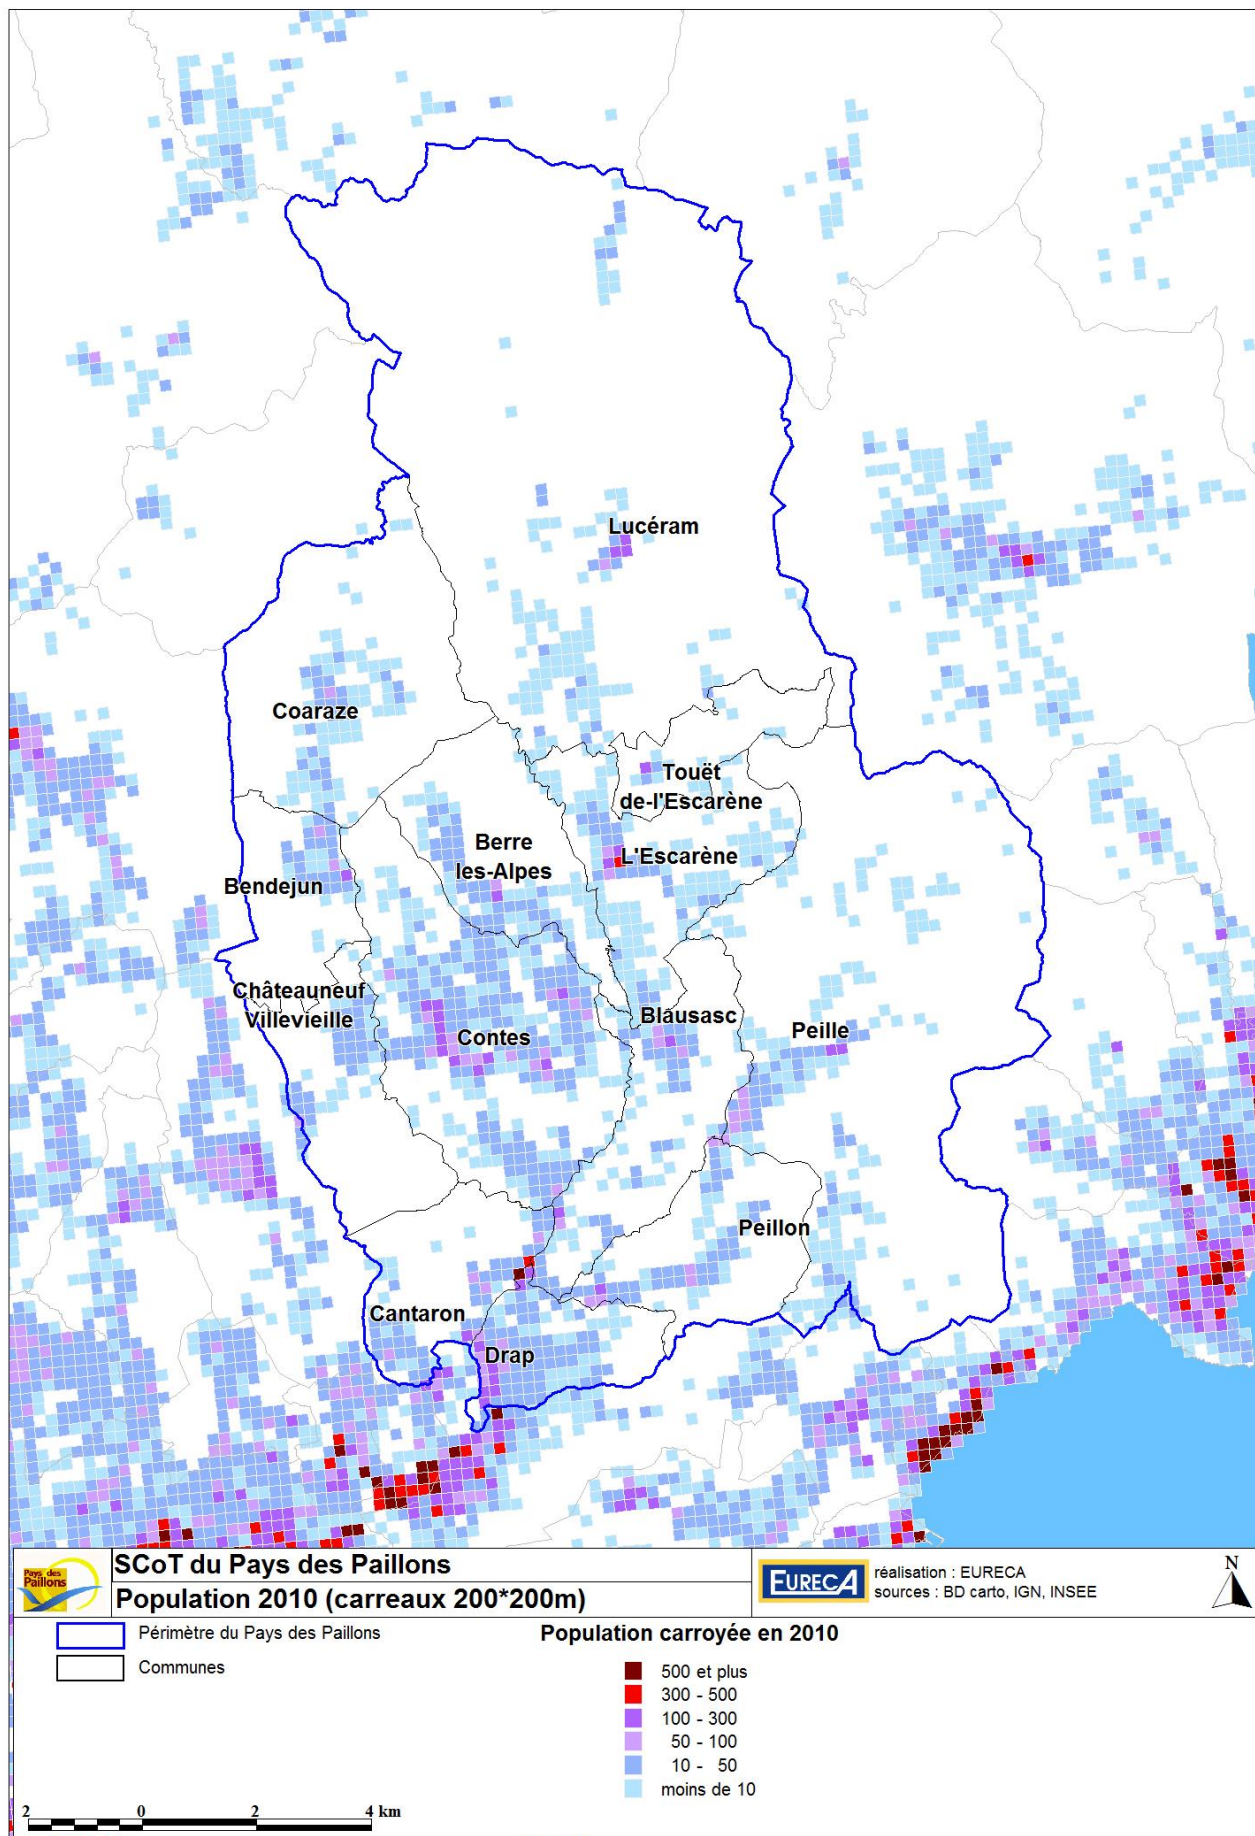 Lucéram
Coaraze
Touët
de-l'Escarène
Berre
les-Alpes
L'Escarène
Bendejun
Châteauneuf
Villevieille
Blausasc
Contes
Peille
Peillon
Cantaron
Drap
Pays des
Paillons
SCoT du Pays des Paillons
Population 2010 (carreaux 200*200m)
EURECA
réalisation : EURECA
sources : BD carto, IGN, INSEE
N
Périmètre du Pays des Paillons
Communes
Population carroyée en 2010
500 et plus
300 - 500
100 - 300
50 - 100
10 - 50
moins de 10
2 0 2 4 km